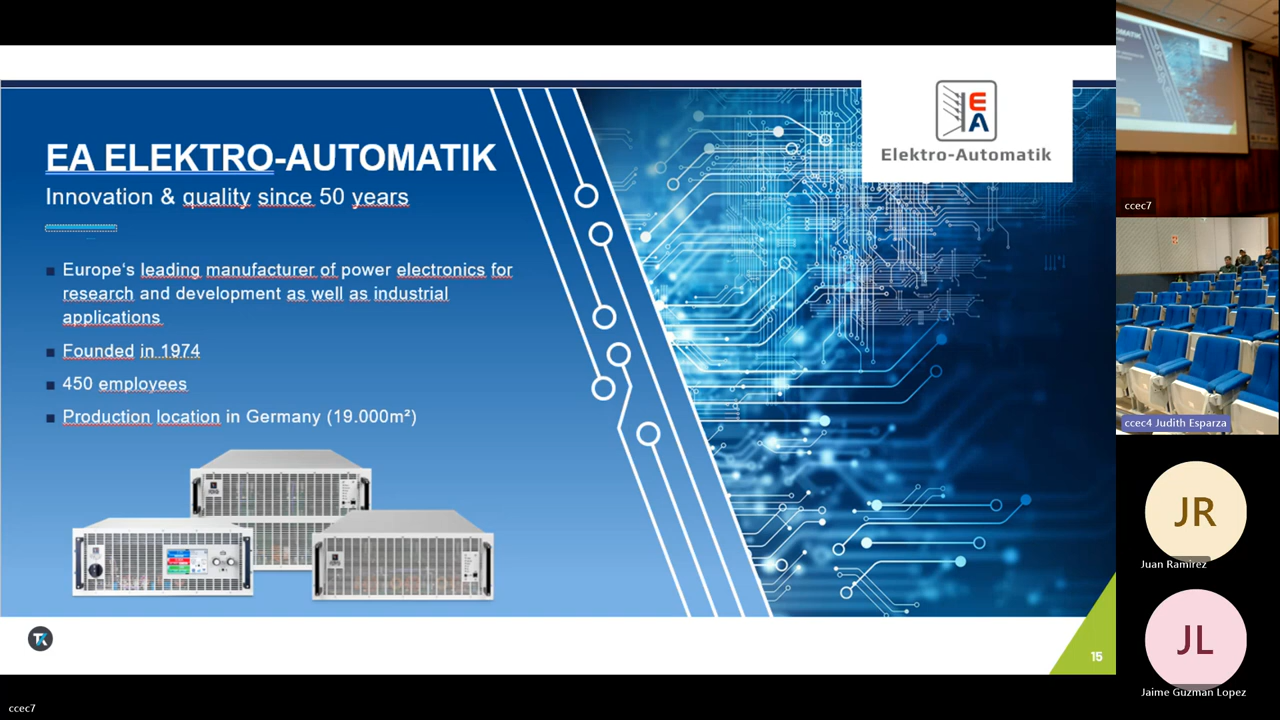 EA ELEKTRO-AUTOMATIK
Innovation & quality since 50 years
Europe‘s leading manufacturer of power electronics for
research and development as well as industrial
applications
Founded in 1974
450 employees
Production location in Germany (19.000m²)
EA
Elektro-Automatik
TK
15
ccec7
ccec7
ccec4 Judith Esparza
JR
Juan Ramirez
JL
Jaime Guzman Lopez